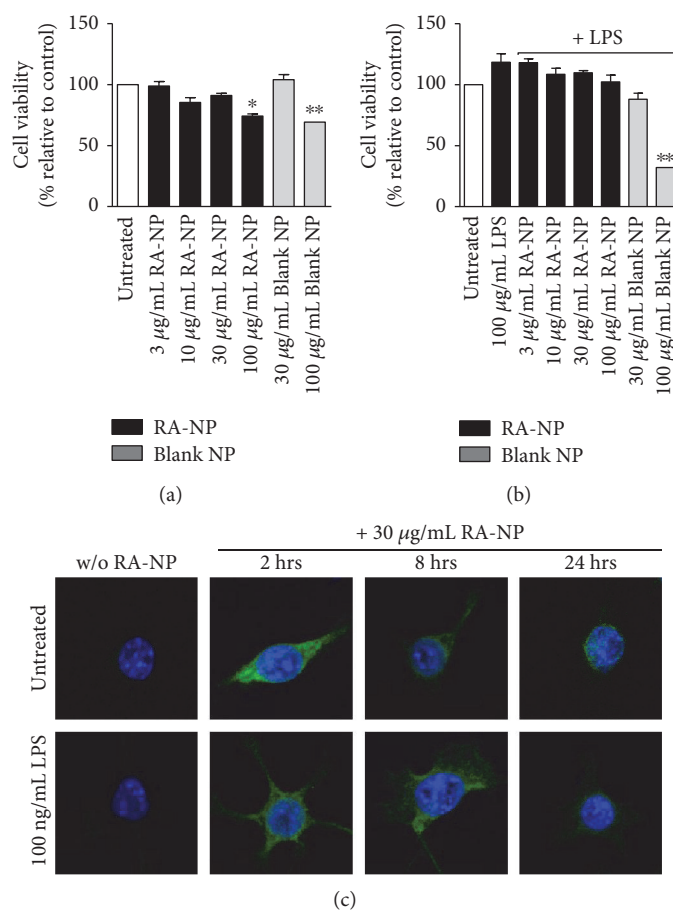 150
100
50
0
Cell viability
(% relative to control)
*
**
Untreated
3 μg/mL RA-NP
10 μg/mL RA-NP
30 μg/mL RA-NP
100 μg/mL RA-NP
30 μg/mL Blank NP
100 μg/mL Blank NP
RA-NP
Blank NP
(a)
150
100
50
0
Cell viability
(% relative to control)
+ LPS
**
Untreated
100 μg/mL LPS
3 μg/mL RA-NP
10 μg/mL RA-NP
30 μg/mL RA-NP
100 μg/mL RA-NP
30 μg/mL Blank NP
100 μg/mL Blank NP
RA-NP
Blank NP
(b)
+ 30 μg/mL RA-NP
w/o RA-NP
2 hrs
8 hrs
24 hrs
Untreated
100 ng/mL LPS
(c)